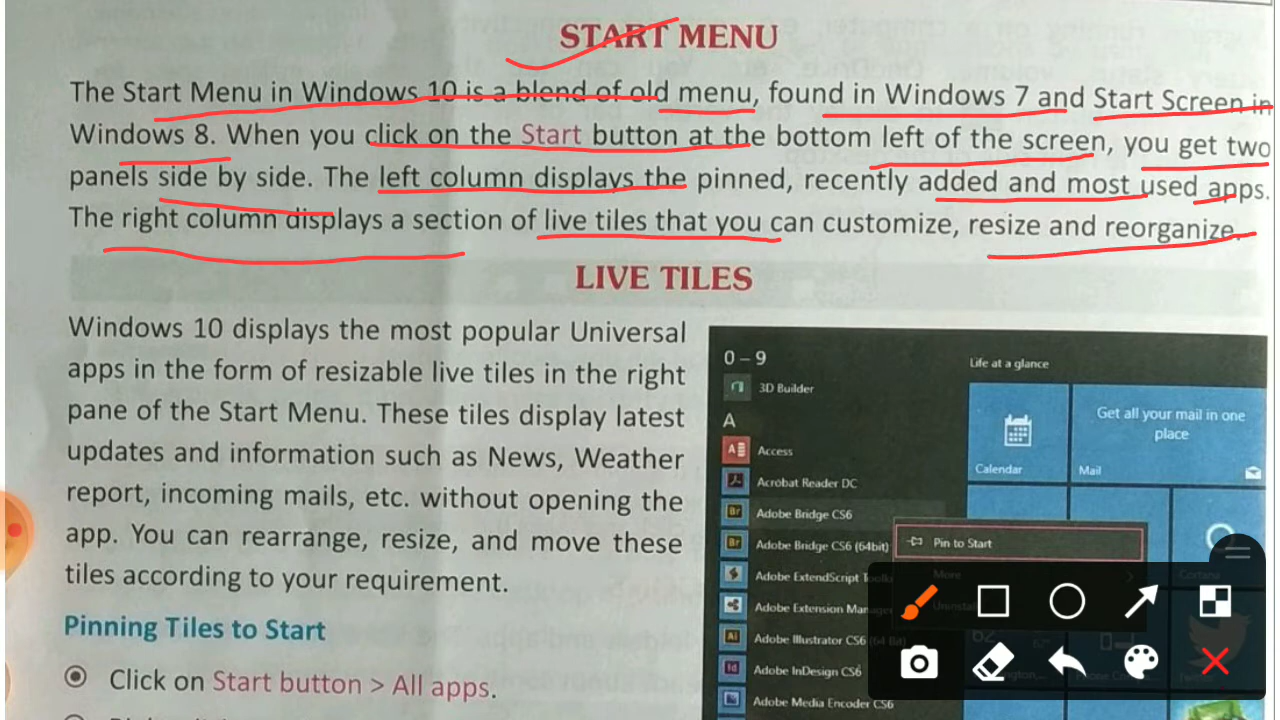 START MENU
The Start Menu in Windows 10 is a blend of old menu, found in Windows 7 and Start Screen in
Windows 8. When you click on the Start button at the bottom left of the screen, you get two
panels side by side. The left column displays the pinned, recently added and most used apps.
The right column displays a section of live tiles that you can customize, resize and reorganize.
LIVE TILES
Windows 10 displays the most popular Universal
apps in the form of resizable live tiles in the right
pane of the Start Menu. These tiles display latest
updates and information such as News, Weather
report, incoming mails, etc. without opening the
app. You can rearrange, resize, and move these
tiles according to your requirement.
Pinning Tiles to Start
Click on Start button > All apps.
0 – 9
3D Builder
A
Access
Acrobat Reader DC
Adobe Bridge CS6
Adobe Bridge CS6 (64bit)
Adobe ExtendScript
Adobe Extension Manager
Adobe Illustrator CS6 (64 Bit)
Adobe InDesign CS6
Adobe Media Encoder CS6
Life at a glance
Calendar
Get all your mail in one
place
Mail
Pin to Start
More
Uninstall
Cortana